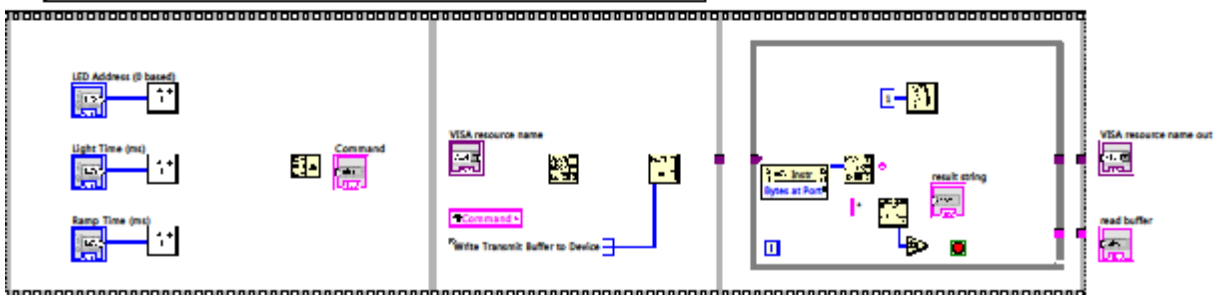 LED Address (0 based)
Light Time (ms)
Command
Ramp Time (ms)
VISA resource name
Command
Write Transmit Buffer to Device
Instr
Bytes at Port
result string
i
VISA resource name out
read buffer